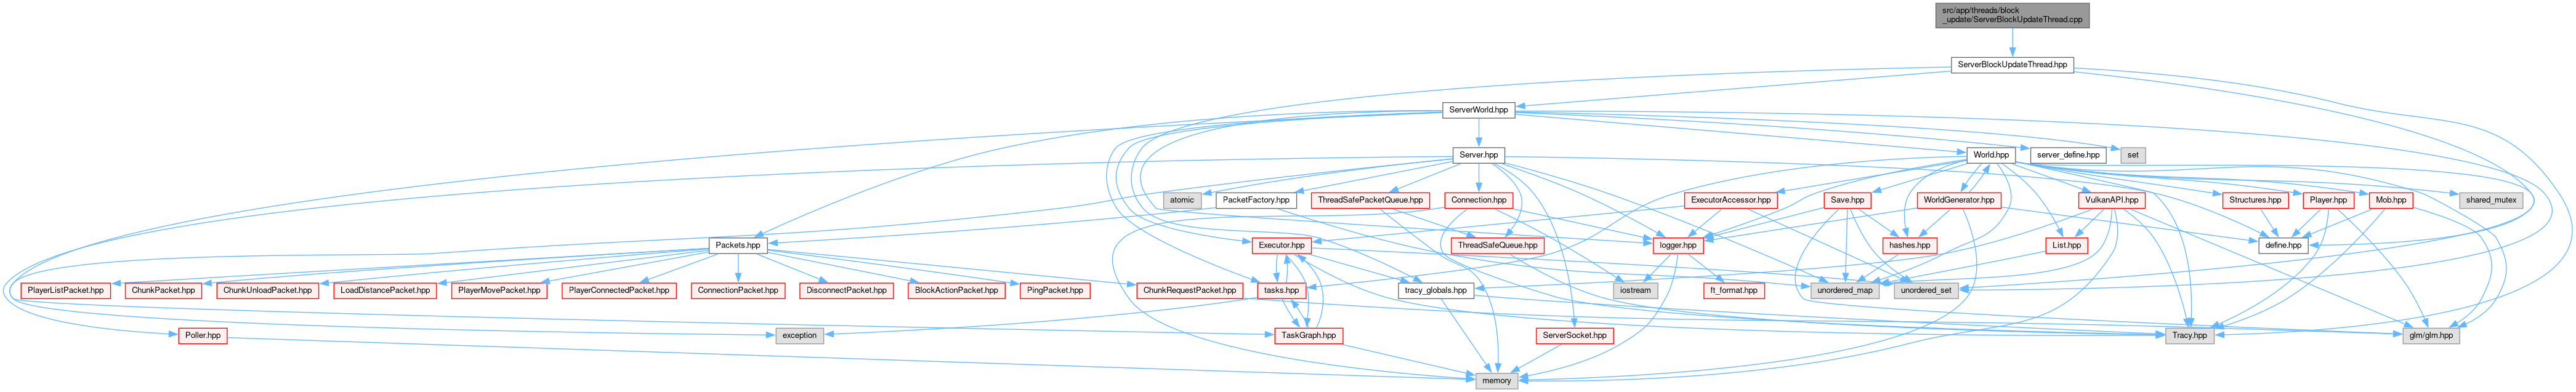 src/app/threads/block
_update/ServerBlockUpdateThread.cpp
ServerBlockUpdateThread.hpp
ServerWorld.hpp
Server.hpp
World.hpp
server_define.hpp
set
atomic
PacketFactory.hpp
ThreadSafePacketQueue.hpp
Connection.hpp
ExecutorAccessor.hpp
Save.hpp
WorldGenerator.hpp
VulkanAPI.hpp
Structures.hpp
Player.hpp
Mob.hpp
shared_mutex
Packets.hpp
Executor.hpp
ThreadSafeQueue.hpp
logger.hpp
hashes.hpp
List.hpp
define.hpp
PlayerListPacket.hpp
ChunkPacket.hpp
ChunkUnloadPacket.hpp
LoadDistancePacket.hpp
PlayerMovePacket.hpp
PlayerConnectedPacket.hpp
ConnectionPacket.hpp
DisconnectPacket.hpp
BlockActionPacket.hpp
PingPacket.hpp
ChunkRequestPacket.hpp
tasks.hpp
tracy_globals.hpp
iostream
ft_format.hpp
unordered_map
unordered_set
Poller.hpp
exception
TaskGraph.hpp
ServerSocket.hpp
Tracy.hpp
glm/glm.hpp
memory